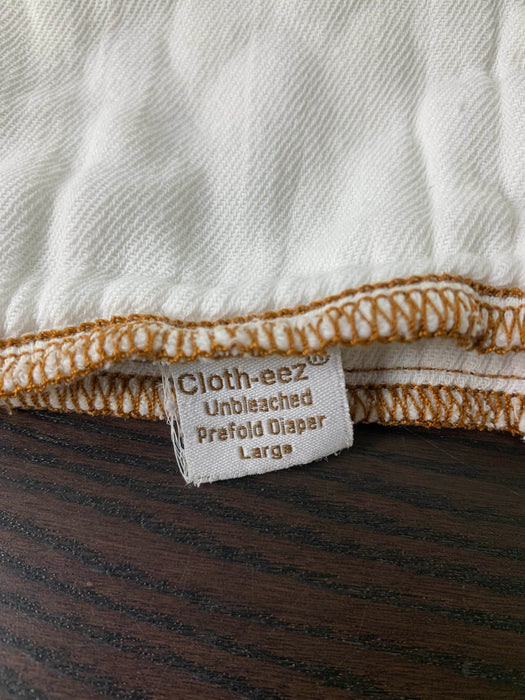 Cloth-eez®
Unbleached
Prefold Diaper
Large